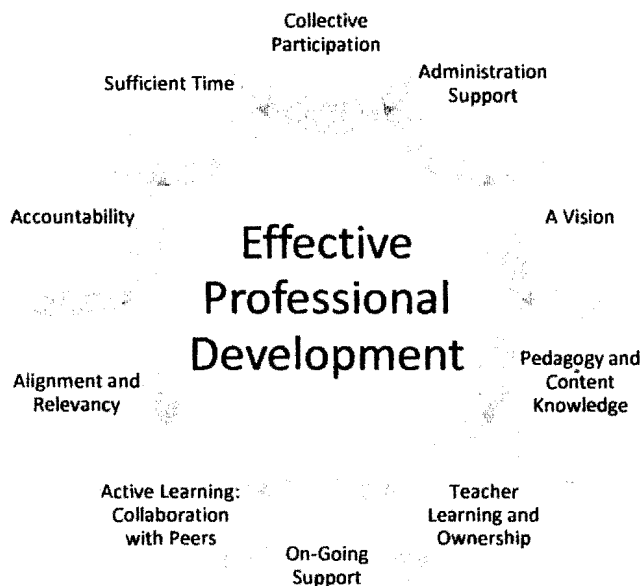 Collective
Participation
Administration
Support
Sufficient Time
Accountability
A Vision
Effective
Professional
Development
Alignment and
Relevancy
Pedagogy and
Content
Knowledge
Active Learning:
Collaboration
with Peers
Teacher
Learning and
Ownership
On-Going
Support